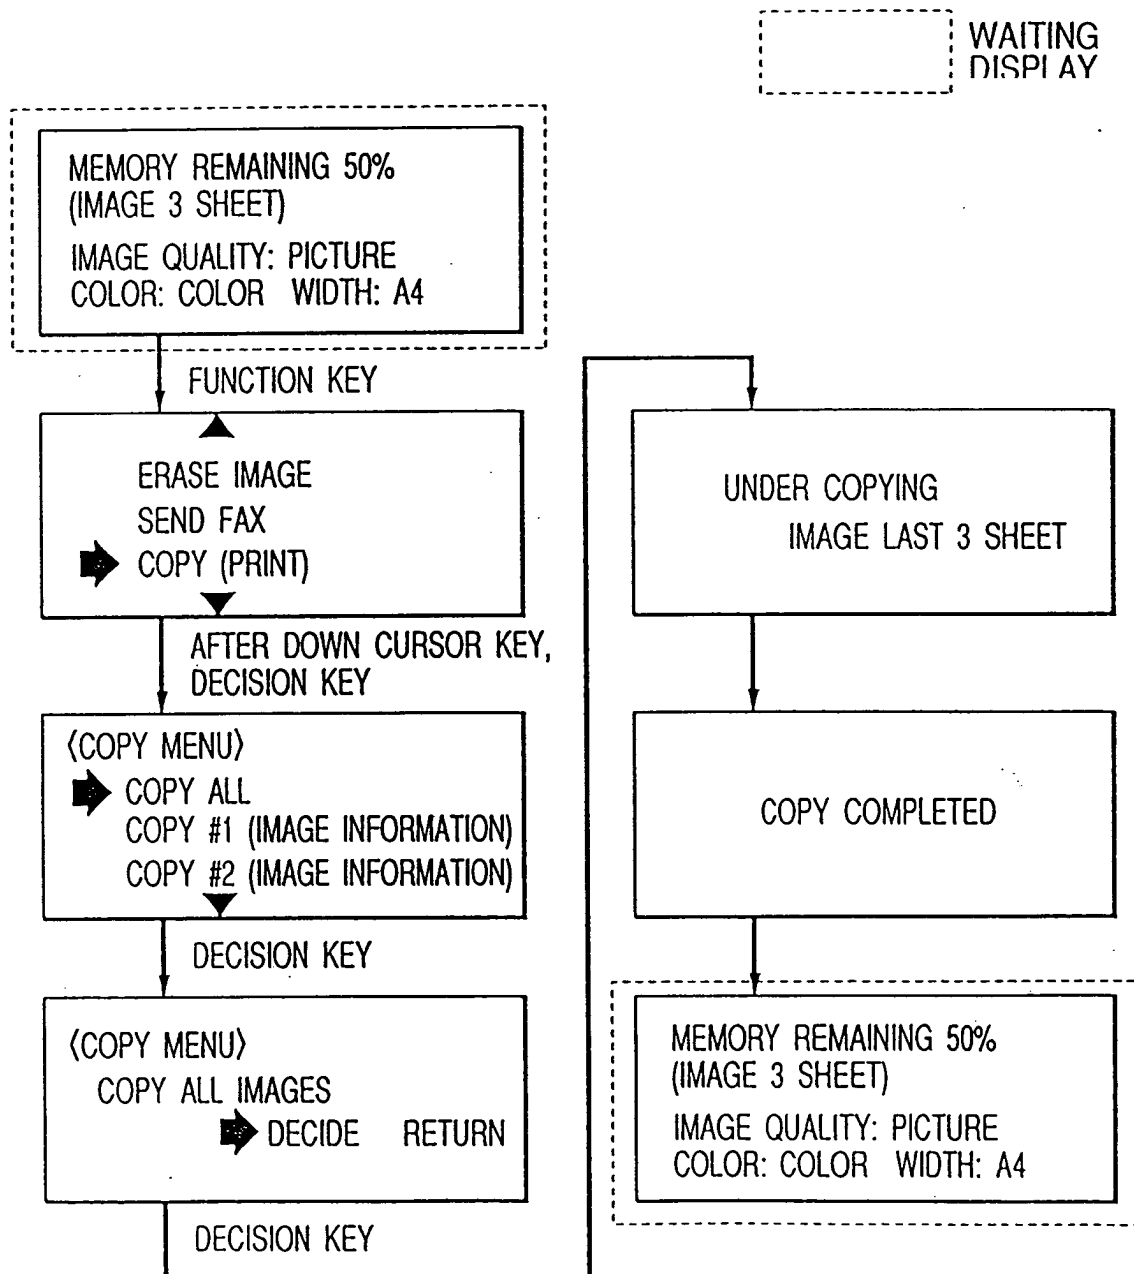 WAITING
DISPLAY
MEMORY REMAINING 50%
(IMAGE 3 SHEET)
IMAGE QUALITY: PICTURE
COLOR: COLOR WIDTH: A4
FUNCTION KEY
ERASE IMAGE
SEND FAX
COPY (PRINT)
AFTER DOWN CURSOR KEY,
DECISION KEY
〈COPY MENU〉
COPY ALL
COPY #1 (IMAGE INFORMATION)
COPY #2 (IMAGE INFORMATION)
DECISION KEY
〈COPY MENU〉
COPY ALL IMAGES
DECIDE RETURN
DECISION KEY
UNDER COPYING
IMAGE LAST 3 SHEET
COPY COMPLETED
MEMORY REMAINING 50%
(IMAGE 3 SHEET)
IMAGE QUALITY: PICTURE
COLOR: COLOR WIDTH: A4